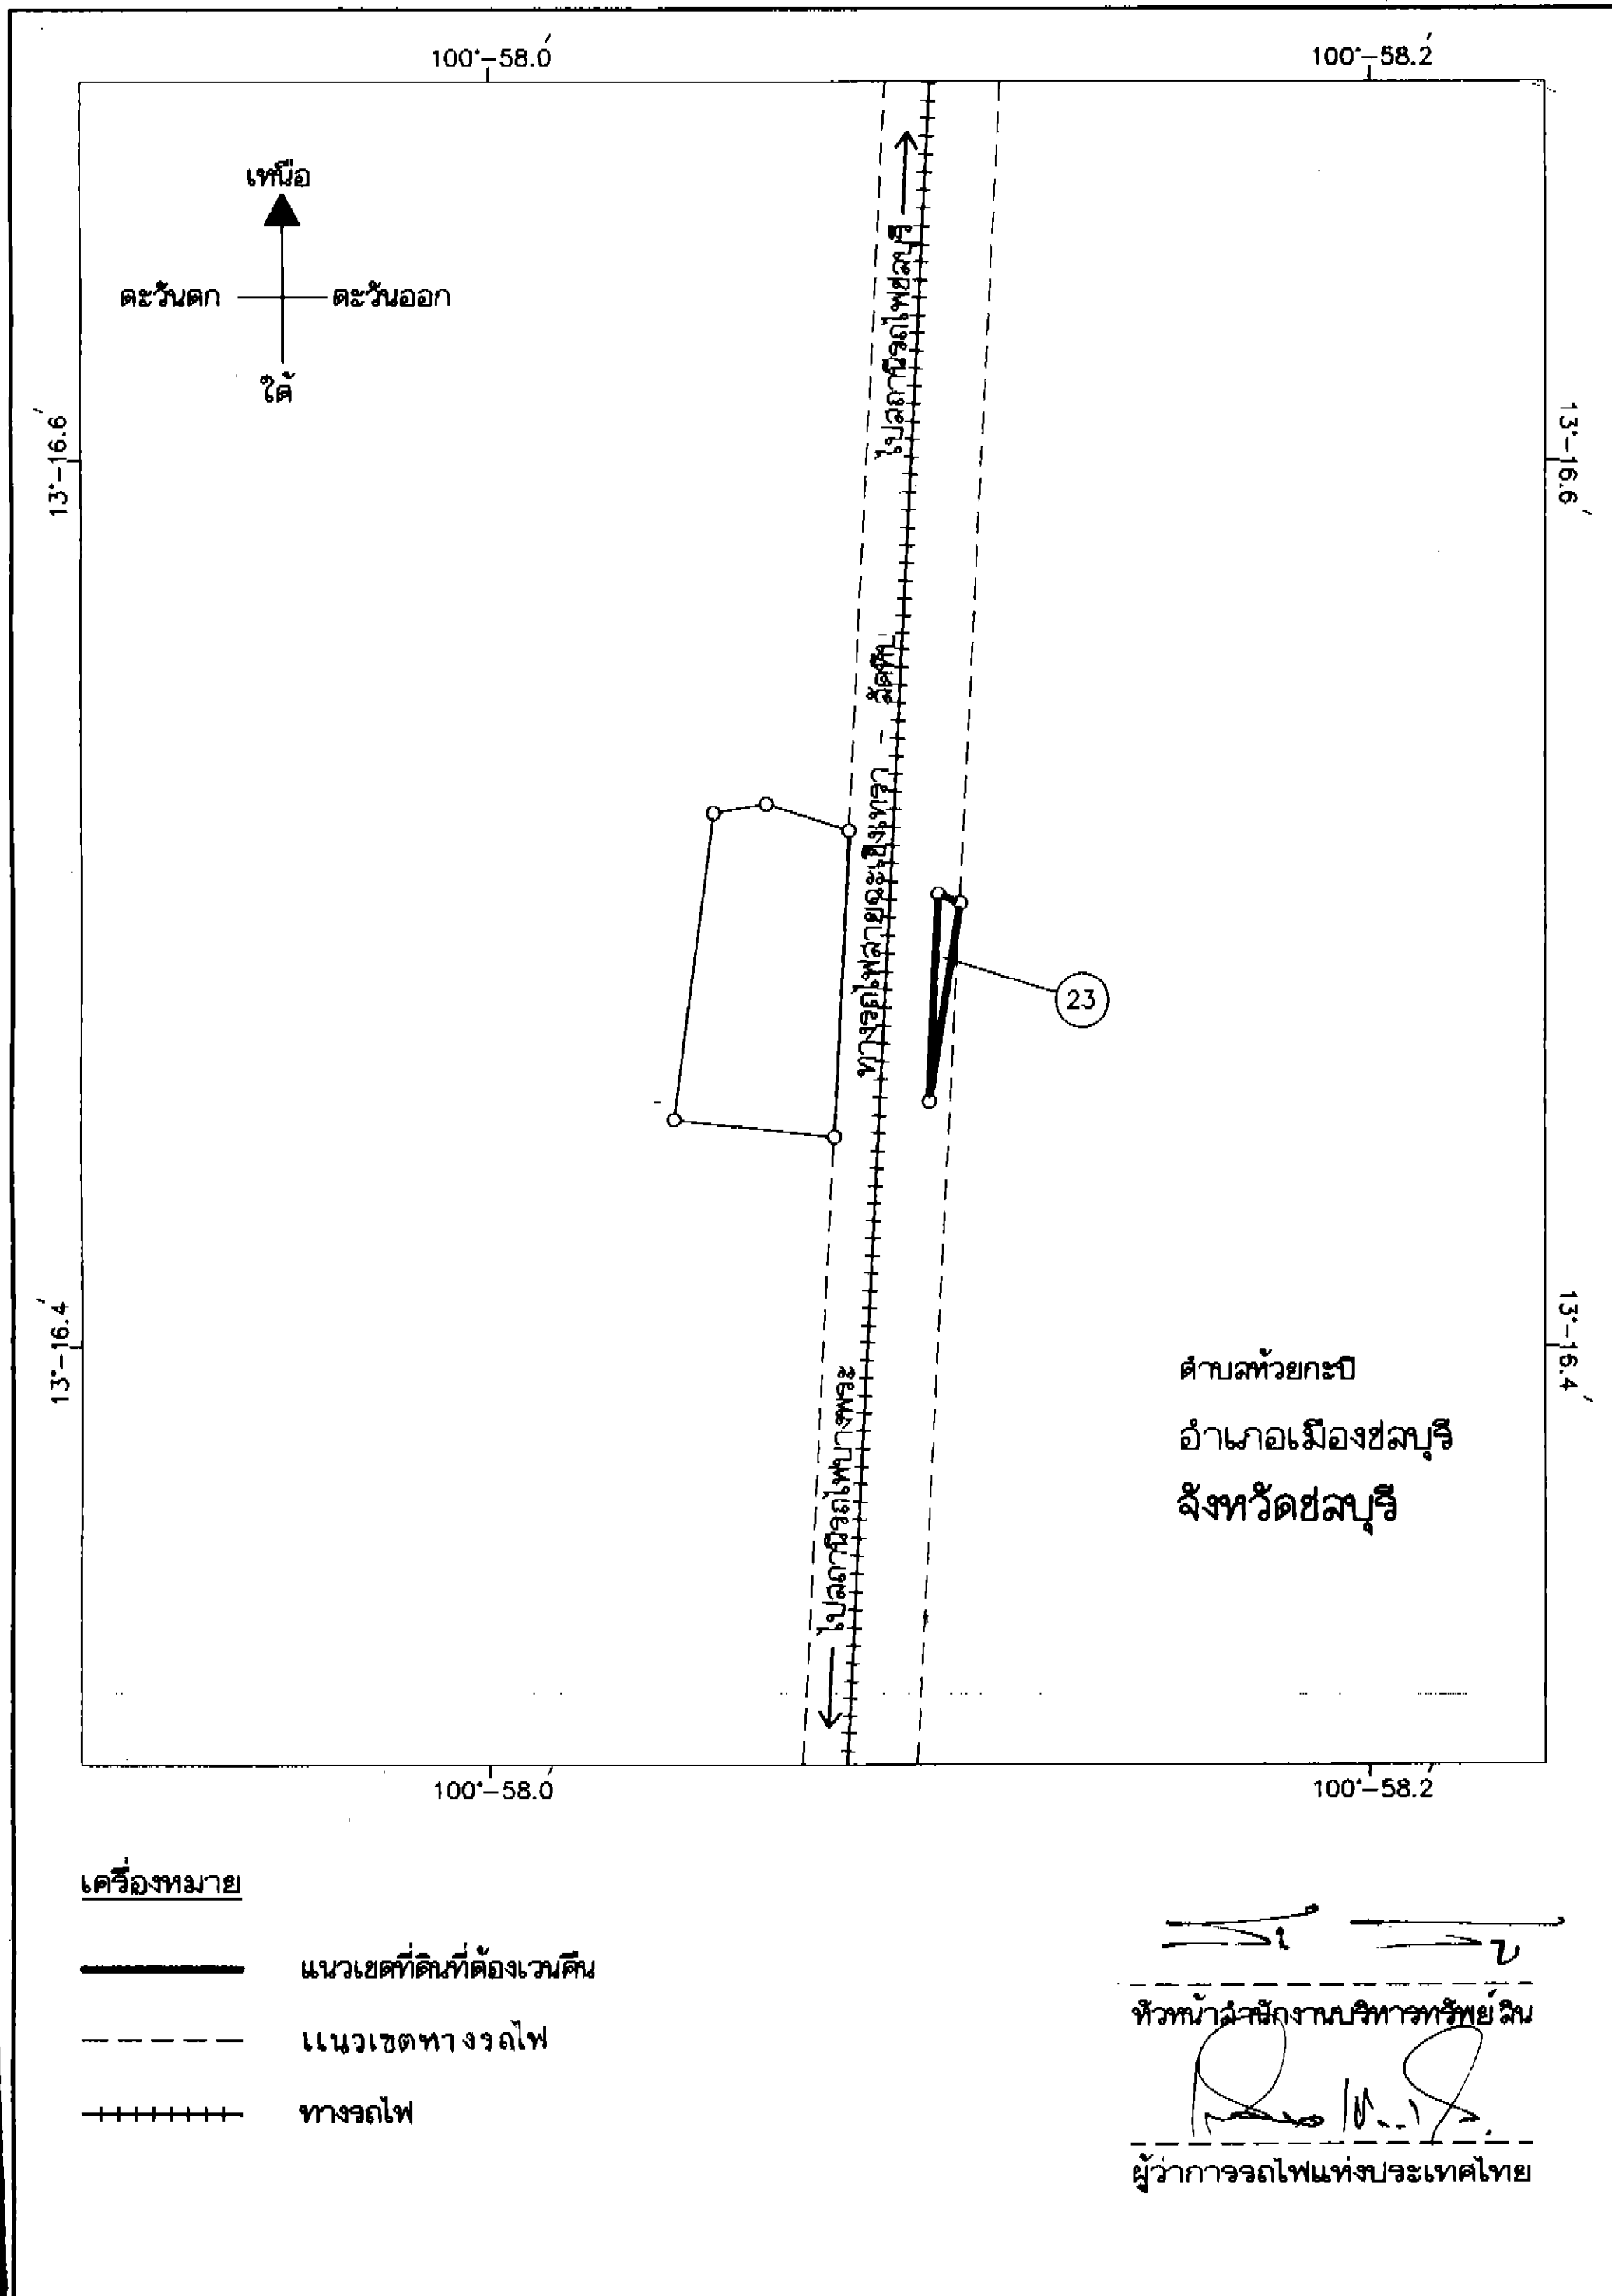 100°-58.0′
100°-58.2′
เหนือ
ตะวันตก
ตะวันออก
ใต้
13°-16.6′
13°-16.6′
ไปสถานีรถไฟชลบุรี
ทางรถไฟสายฉะเชิงเทรา - สัตหีบ
23
13°-16.4′
13°-16.4′
ไปสถานีรถไฟบางพระ
ตำบลห้วยกะปิ
อำเภอเมืองชลบุรี
จังหวัดชลบุรี
100°-58.0′
100°-58.2′
เครื่องหมาย
แนวเขตที่ดินที่ต้องเวนคืน
แนวเขตทางรถไฟ
ทางรถไฟ
หัวหน้าสำนักงานบริหารทรัพย์สิน
ผู้ว่าการรถไฟแห่งประเทศไทย